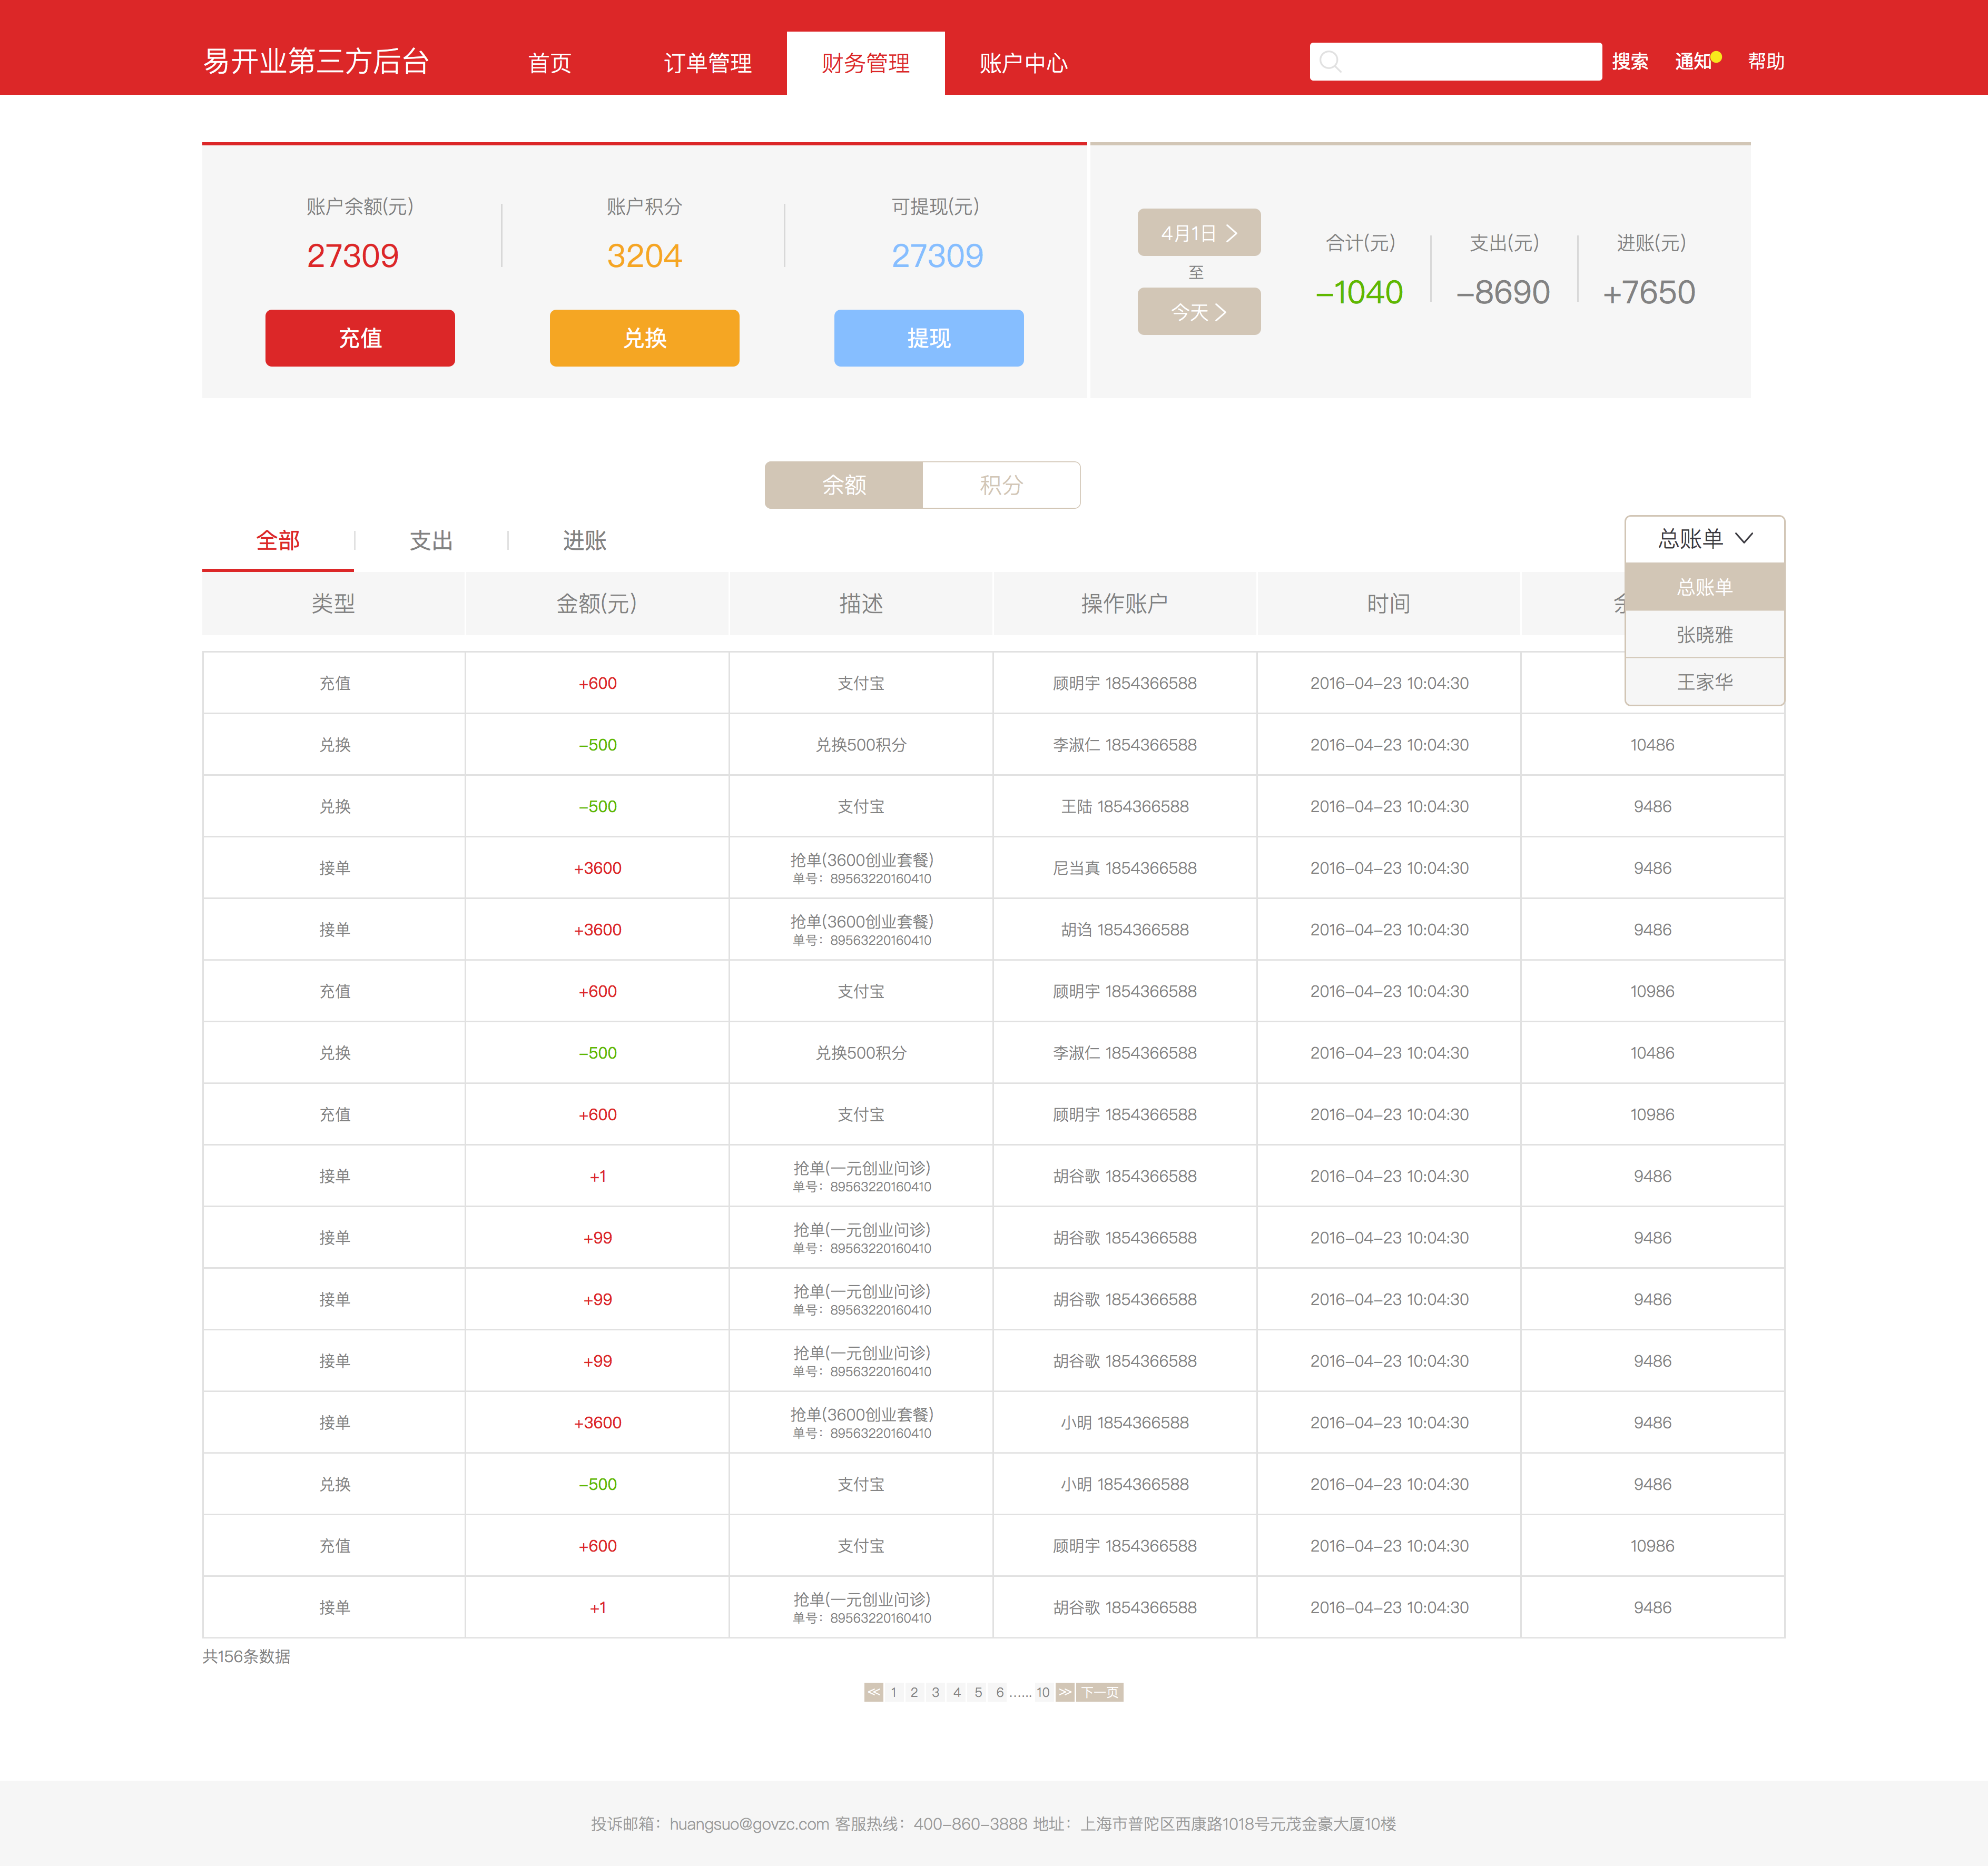 易开业第三方后台 首页 订单管理 财务管理 账户中心 搜索 通知 帮助
账户余额(元) 账户积分 可提现(元)
27309 3204 27309
充值 兑换 提现
4月1日
至
今天
合计(元) 支出(元) 进账(元)
-1040 -8690 +7650
余额 积分
全部 支出 进账
总账单
总账单
张晓雅
王家华
类型 金额(元) 描述 操作账户 时间
充值 +600 支付宝 顾明宇 1854366588 2016-04-23 10:04:30
兑换 -500 兑换500积分 李淑仁 1854366588 2016-04-23 10:04:30 10486
兑换 -500 支付宝 王陆 1854366588 2016-04-23 10:04:30 9486
接单 +3600 抢单(3600创业套餐) 尼当真 1854366588 2016-04-23 10:04:30 9486
单号：89563220160410
接单 +3600 抢单(3600创业套餐) 胡诌 1854366588 2016-04-23 10:04:30 9486
单号：89563220160410
充值 +600 支付宝 顾明宇 1854366588 2016-04-23 10:04:30 10986
兑换 -500 兑换500积分 李淑仁 1854366588 2016-04-23 10:04:30 10486
充值 +600 支付宝 顾明宇 1854366588 2016-04-23 10:04:30 10986
接单 +1 抢单(一元创业问诊) 胡谷歌 1854366588 2016-04-23 10:04:30 9486
单号：89563220160410
接单 +99 抢单(一元创业问诊) 胡谷歌 1854366588 2016-04-23 10:04:30 9486
单号：89563220160410
接单 +99 抢单(一元创业问诊) 胡谷歌 1854366588 2016-04-23 10:04:30 9486
单号：89563220160410
接单 +99 抢单(一元创业问诊) 胡谷歌 1854366588 2016-04-23 10:04:30 9486
单号：89563220160410
接单 +3600 抢单(3600创业套餐) 小明 1854366588 2016-04-23 10:04:30 9486
单号：89563220160410
兑换 -500 支付宝 小明 1854366588 2016-04-23 10:04:30 9486
充值 +600 支付宝 顾明宇 1854366588 2016-04-23 10:04:30 10986
接单 +1 抢单(一元创业问诊) 胡谷歌 1854366588 2016-04-23 10:04:30 9486
单号：89563220160410
共156条数据
<< 1 2 3 4 5 6 ...... 10 >> 下一页
投诉邮箱：huangsuo@govzc.com 客服热线：400-860-3888 地址：上海市普陀区西康路1018号元茂金豪大厦10楼